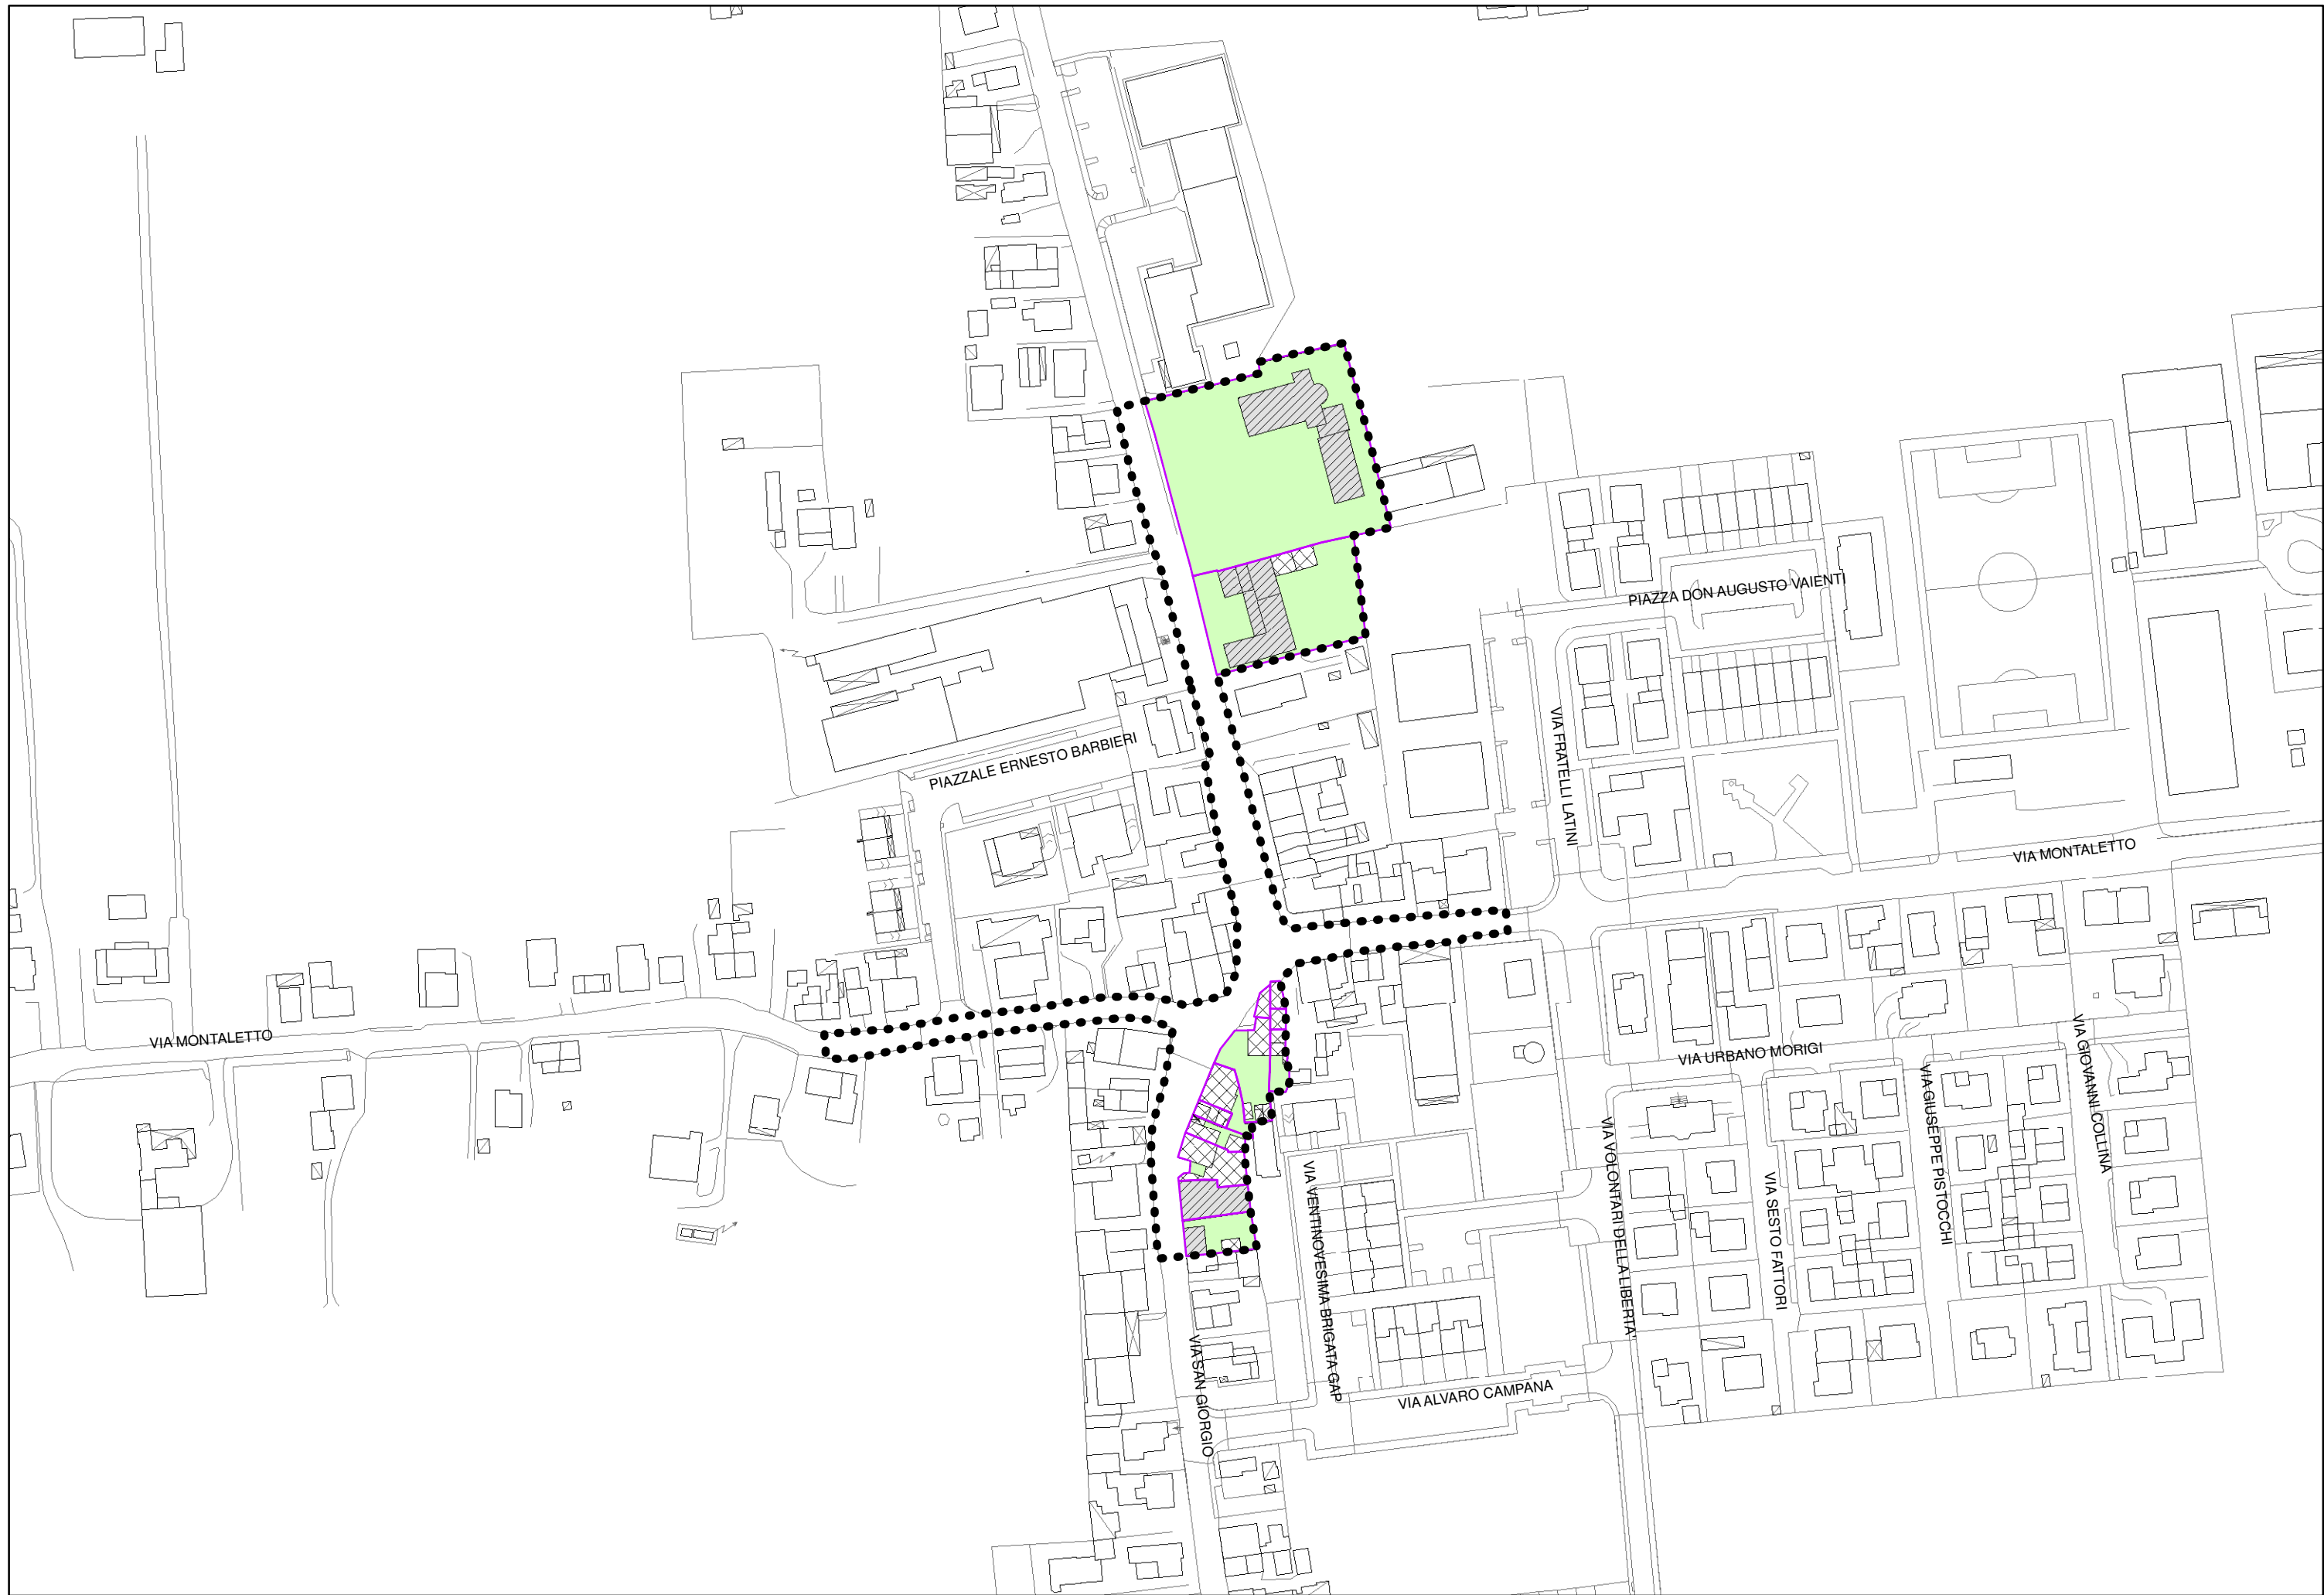 PIAZZA DON AUGUSTO VAIENTI
VIA FRATELLI LATINI
PIAZZALE ERNESTO BARBIERI
VIA MONTALETTO
VIA MONTALETTO
VIA URBANO MORIGI
VIA GIOVANNI COLLINA
VIA GIUSEPPE PISTOCCHI
VIA VOLONTARI DELLA LIBERTA'
VIA SESTO FATTORI
VIA VENTINOVESIMA BRIGATA GAP
VIA SAN GIORGIO
VIA ALVARO CAMPANA